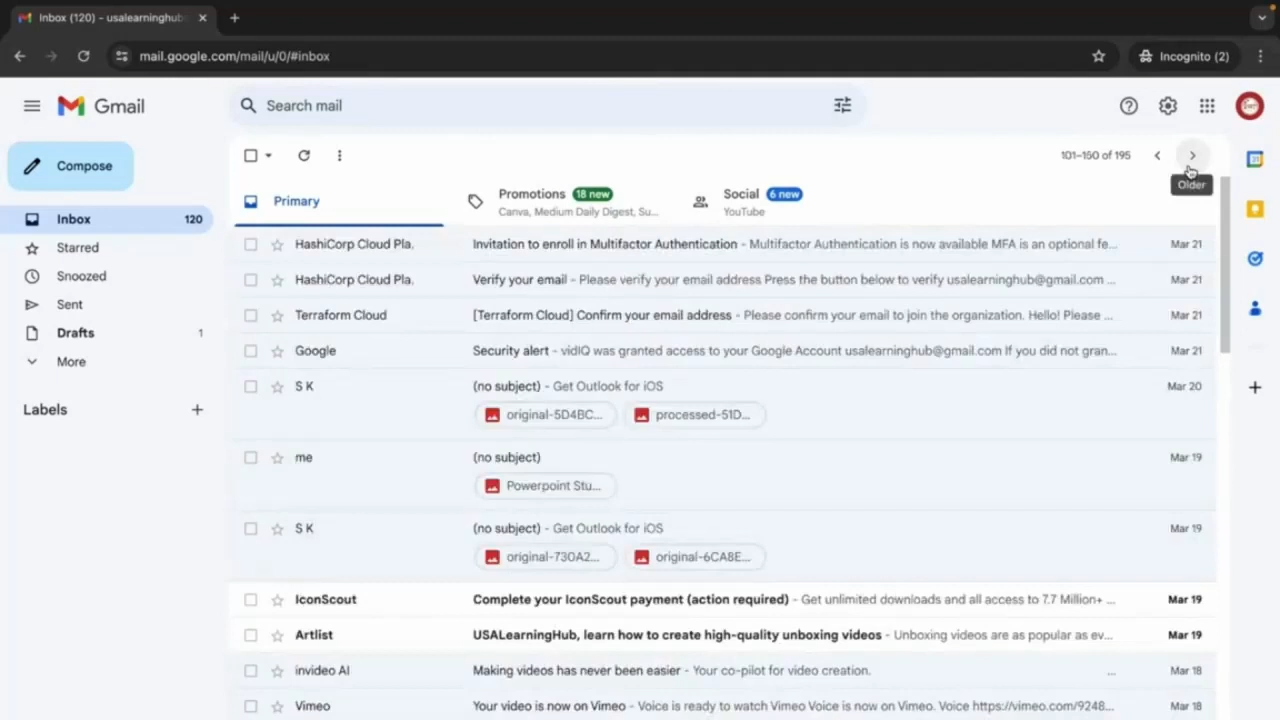 Inbox (120) - usalearninghub
mail.google.com/mail/u/0/#inbox
Incognito (2)
Gmail
Search mail
Compose
101–150 of 195
Older
Primary
Promotions 18 new
Canva, Medium Daily Digest, Su...
Social 6 new
YouTube
Inbox 120
Starred
Snoozed
Sent
Drafts 1
More
Labels
HashiCorp Cloud Pla. Invitation to enroll in Multifactor Authentication - Multifactor Authentication is now available MFA is an optional fe... Mar 21
HashiCorp Cloud Pla. Verify your email - Please verify your email address Press the button below to verify usalearninghub@gmail.com ... Mar 21
Terraform Cloud [Terraform Cloud] Confirm your email address - Please confirm your email to join the organization. Hello! Please ... Mar 21
Google Security alert - vidIQ was granted access to your Google Account usalearninghub@gmail.com If you did not gran... Mar 21
S K (no subject) - Get Outlook for iOS Mar 20
original-5D4BC... processed-51D...
me (no subject) Mar 19
Powerpoint Stu...
S K (no subject) - Get Outlook for iOS Mar 19
original-730A2... original-6CA8E...
IconScout Complete your IconScout payment (action required) - Get unlimited downloads and all access to 7.7 Million+ ... Mar 19
Artlist USALearningHub, learn how to create high-quality unboxing videos - Unboxing videos are as popular as ev... Mar 19
invideo AI Making videos has never been easier - Your co-pilot for video creation. ... Mar 18
Vimeo Your video is now on Vimeo - Voice is ready to watch Vimeo Voice is now on Vimeo. Voice https://vimeo.com/9248... Mar 18